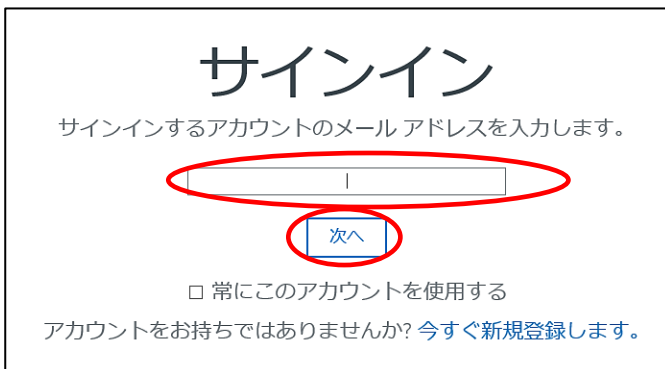 サインイン
サインインするアカウントのメール アドレスを入力します。
次へ
常にこのアカウントを使用する
アカウントをお持ちではありませんか? 今すぐ新規登録します。